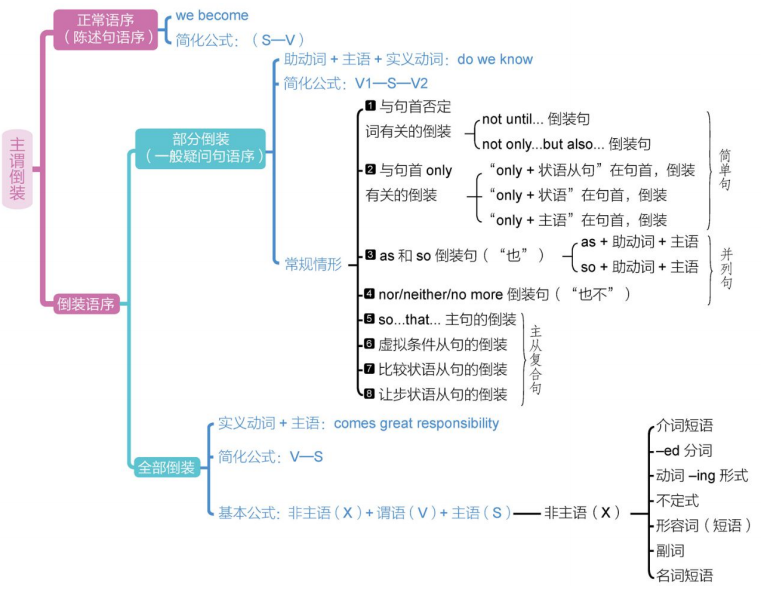 主谓倒装
正常语序
（陈述句语序）
we become
简化公式：（S—V）
倒装语序
部分倒装
（一般疑问句语序）
助动词 + 主语 + 实义动词：do we know
简化公式：V1—S—V2
常规情形
1 与句首否定
词有关的倒装
not until... 倒装句
not only...but also... 倒装句
2 与句首 only
有关的倒装
“only + 状语从句”在句首，倒装
“only + 状语”在句首，倒装
“only + 主语”在句首，倒装
简单句
3 as 和 so 倒装句（“也”）
as + 助动词 + 主语
so + 助动词 + 主语
4 nor/neither/no more 倒装句（“也不”）
并列句
5 so...that... 主句的倒装
6 虚拟条件从句的倒装
7 比较状语从句的倒装
8 让步状语从句的倒装
主从复合句
全部倒装
实义动词 + 主语：comes great responsibility
简化公式：V—S
基本公式：非主语（X）+ 谓语（V）+ 主语（S）
非主语（X）
介词短语
–ed 分词
动词 –ing 形式
不定式
形容词（短语）
副词
名词短语